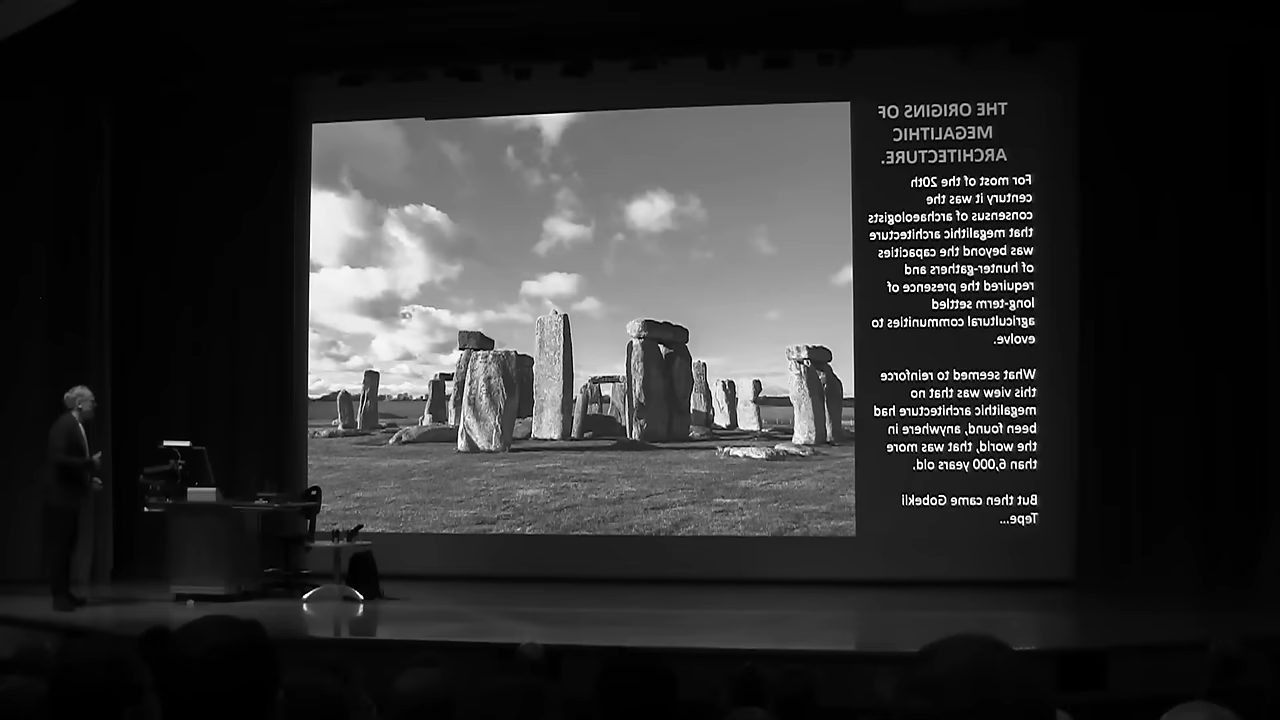 THE ORIGINS OF
MEGALITHIC
ARCHITECTURE.
For most of the 20th
century it was the
consensus of archaeologists
that megalithic architecture
was beyond the capacities
of hunter-gathers and
required the presence of
long-term settled
agricultural communities to
evolve.
What seemed to reinforce
this view was that no
megalithic architecture had
been found, anywhere in
the world, that was more
than 6,000 years old.
But then came Gobekli
Tepe...